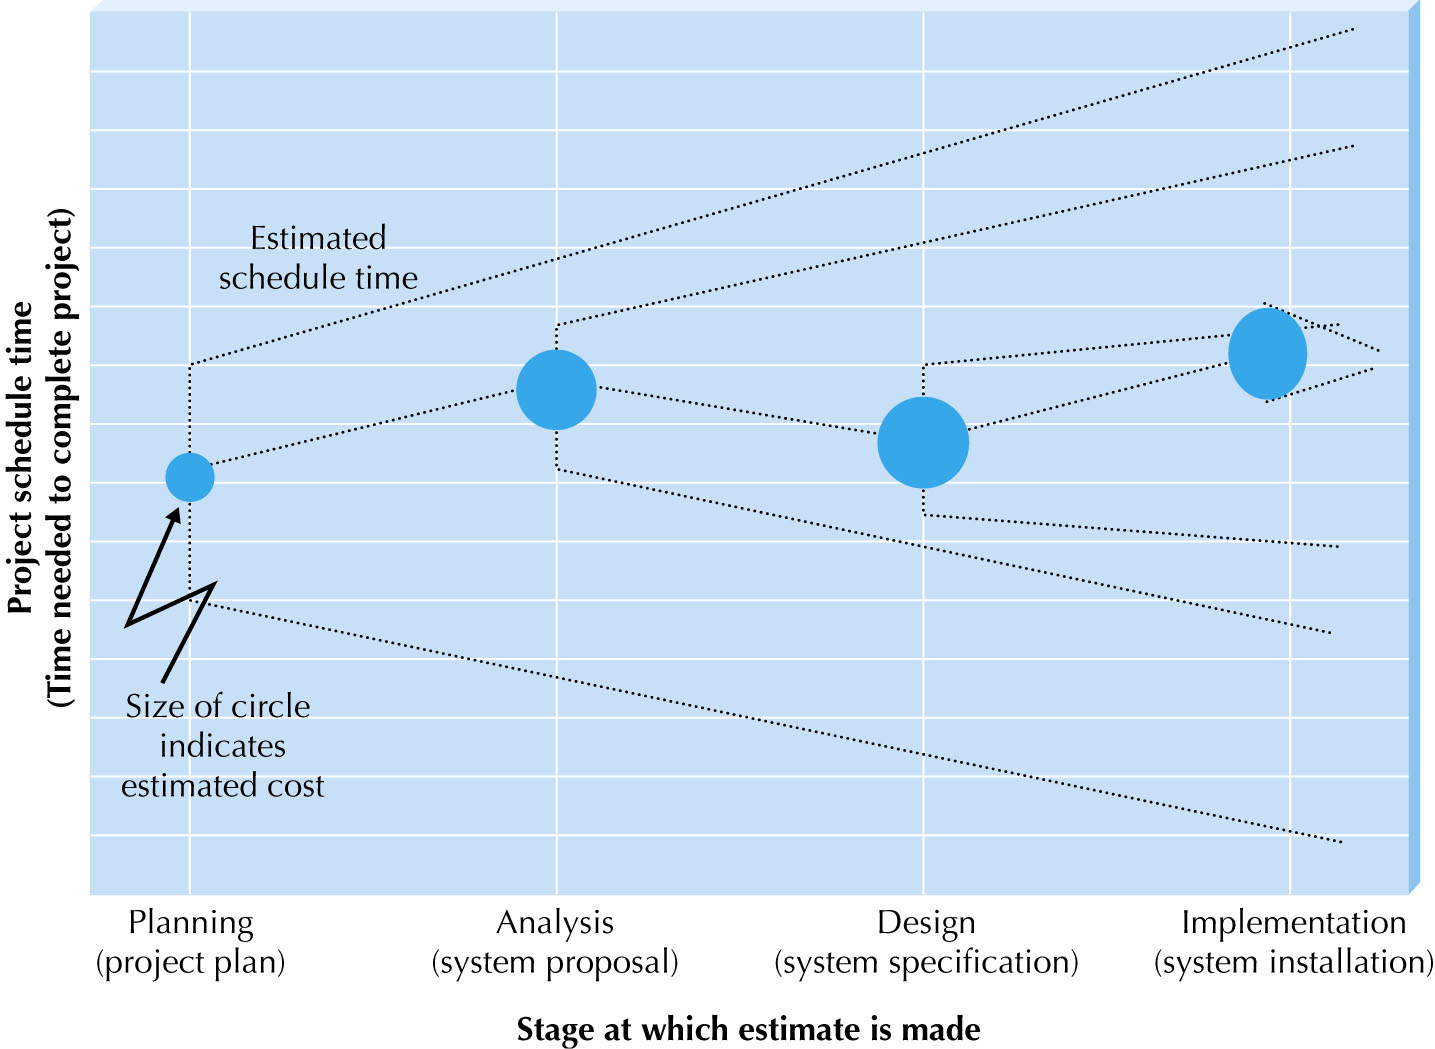 Project schedule time
(Time needed to complete project)
Estimated
schedule time
Size of circle
indicates
estimated cost
Planning
(project plan)
Analysis
(system proposal)
Design
(system specification)
Implementation
(system installation)
Stage at which estimate is made